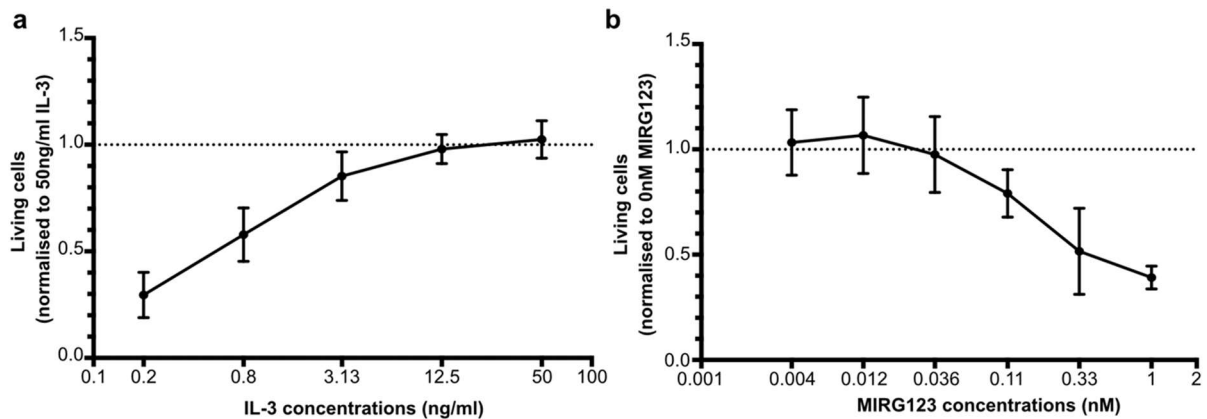 a
1.5
1.0
0.5
0.0
Living cells
(normalised to 50ng/ml IL-3)
0.1 0.2 0.8 3.13 12.5 50 100
IL-3 concentrations (ng/ml)
b
1.5
1.0
0.5
0.0
Living cells
(normalised to 0nM MIRG123)
0.001 0.004 0.012 0.036 0.11 0.33 1 2
MIRG123 concentrations (nM)